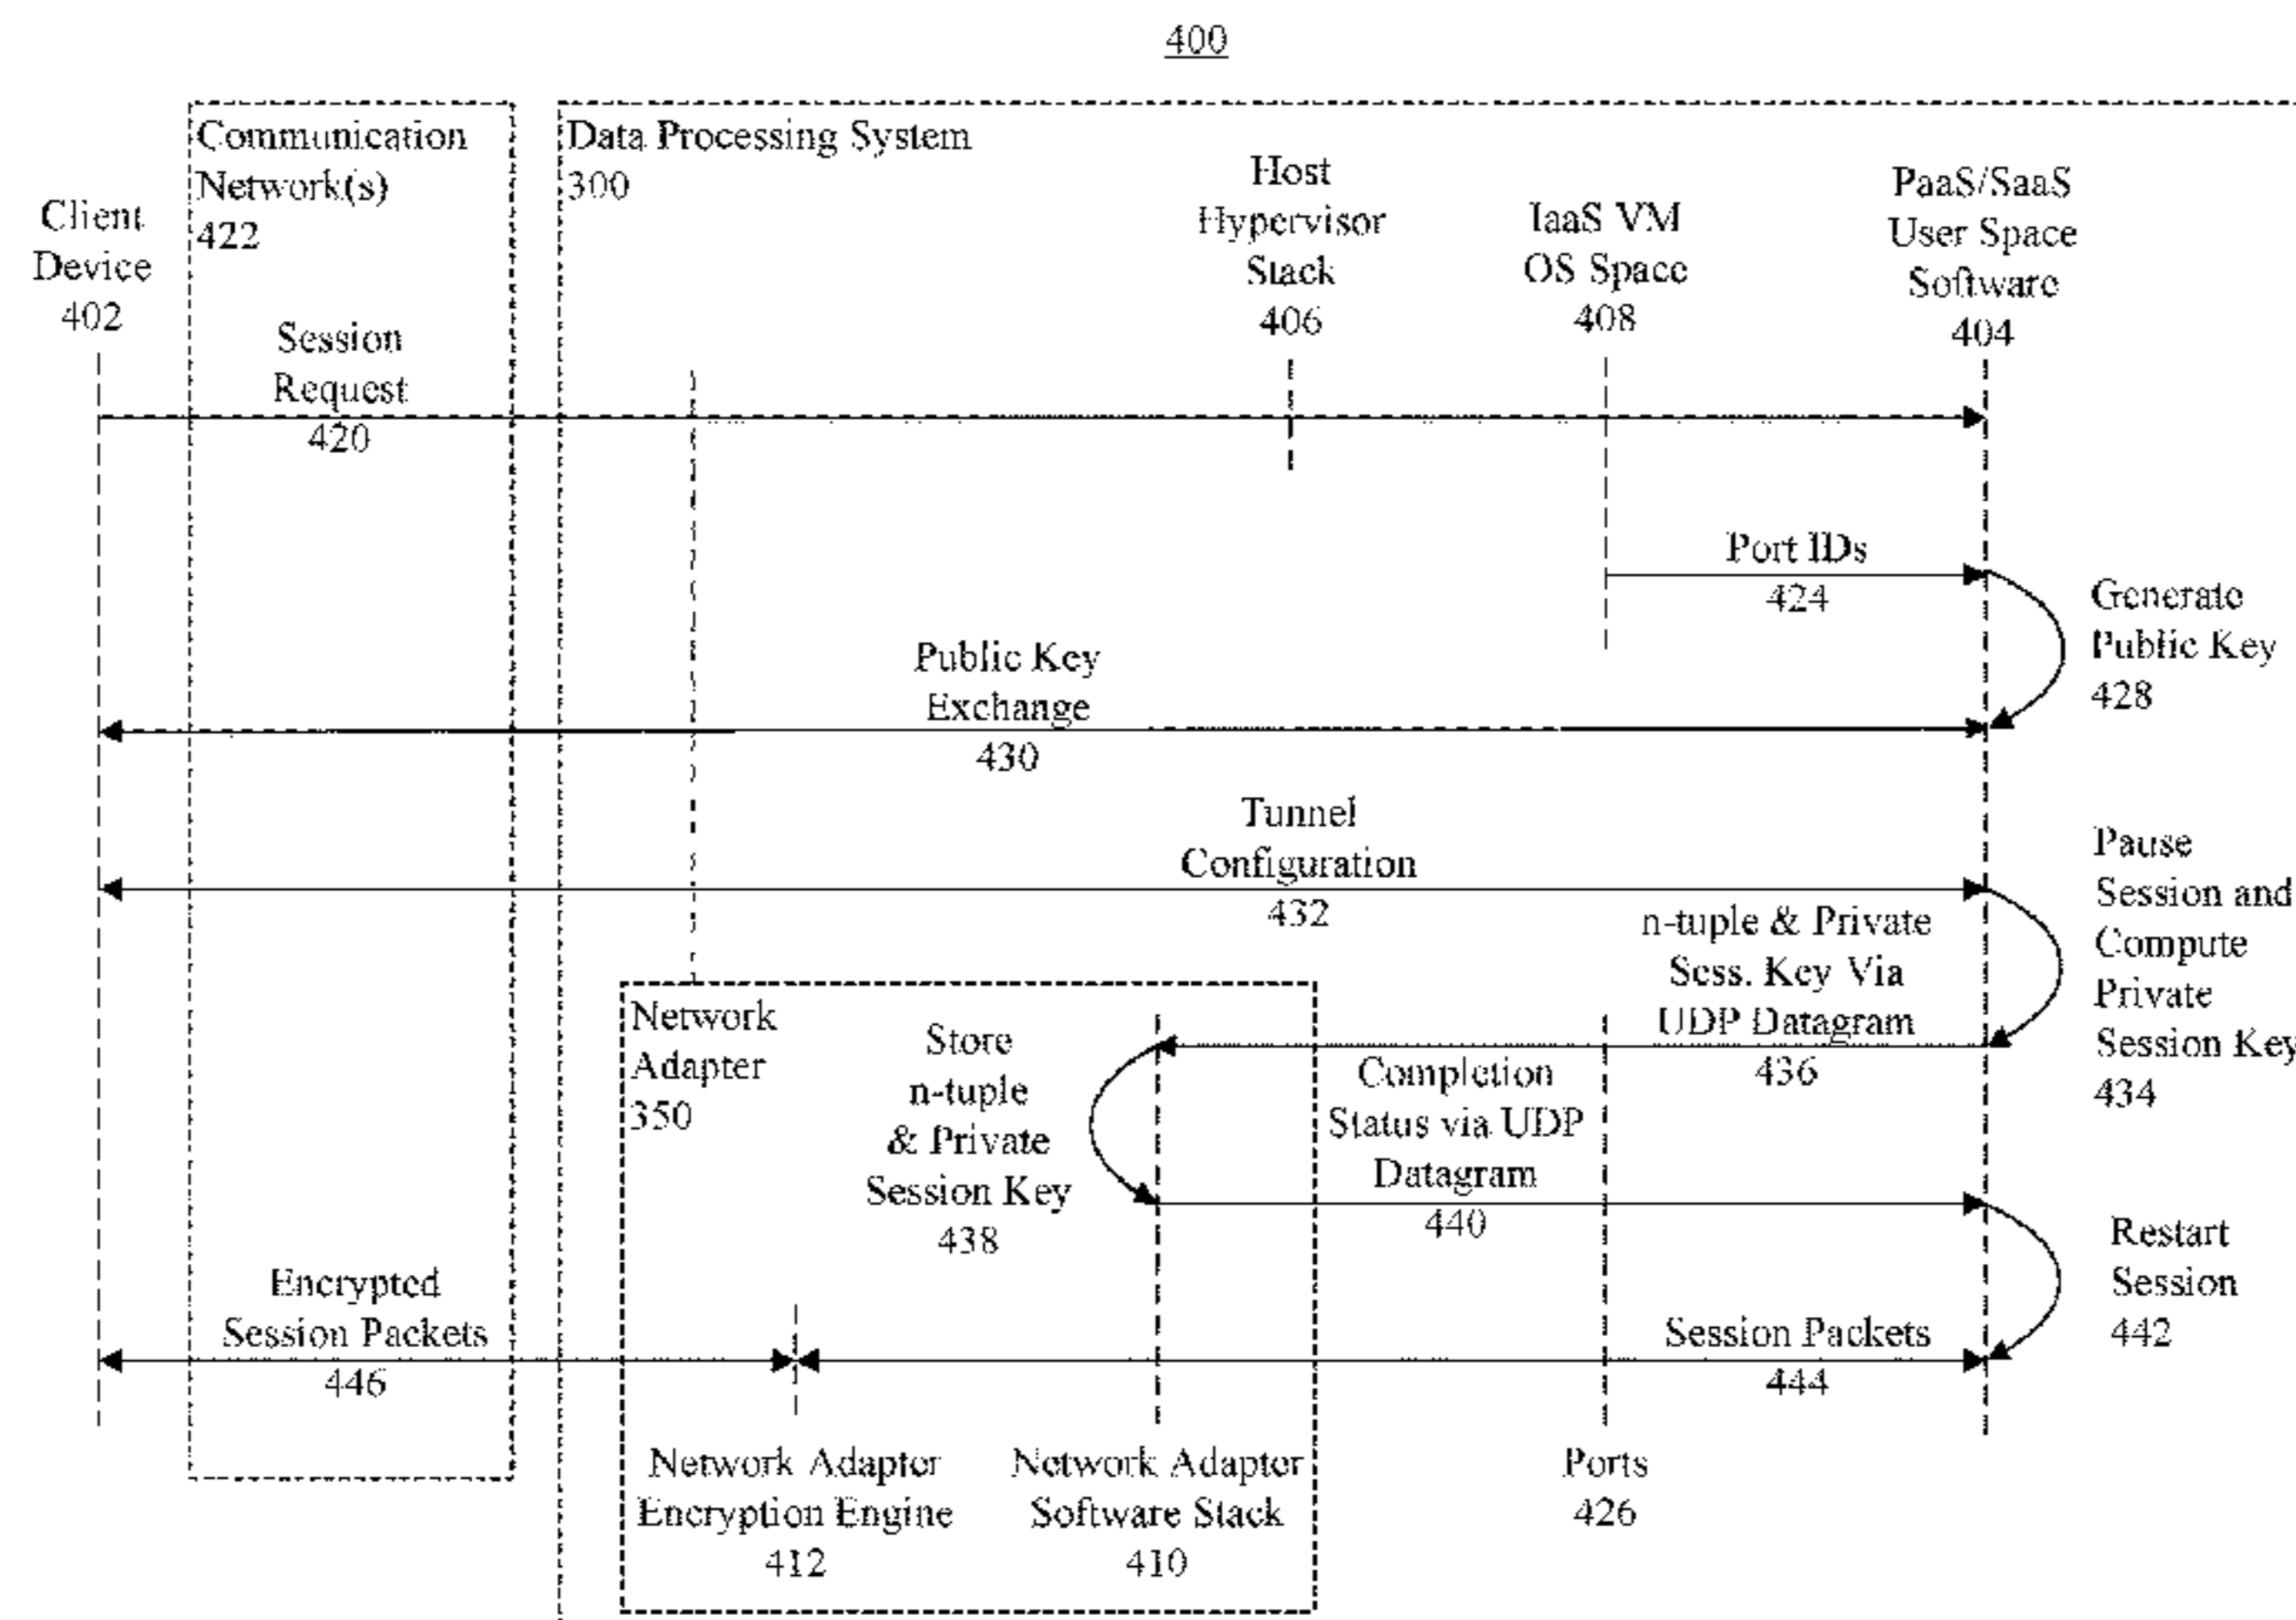 400
Communication
Network(s)
422
Data Processing System
300
Client
Device
402
Host
Hypervisor
Stack
406
IaaS VM
OS Space
408
PaaS/SaaS
User Space
Software
404
Session
Request
420
Port IDs
424
Generate
Public Key
428
Public Key
Exchange
430
Tunnel
Configuration
432
Pause
Session and
Compute
Private
Session Key
434
n-tuple & Private
Sess. Key Via
UDP Datagram
436
Network
Adapter
350
Store
n-tuple
& Private
Session Key
438
Completion
Status via UDP
Datagram
440
Restart
Session
442
Encrypted
Session Packets
446
Session Packets
444
Network Adapter
Encryption Engine
412
Network Adapter
Software Stack
410
Ports
426